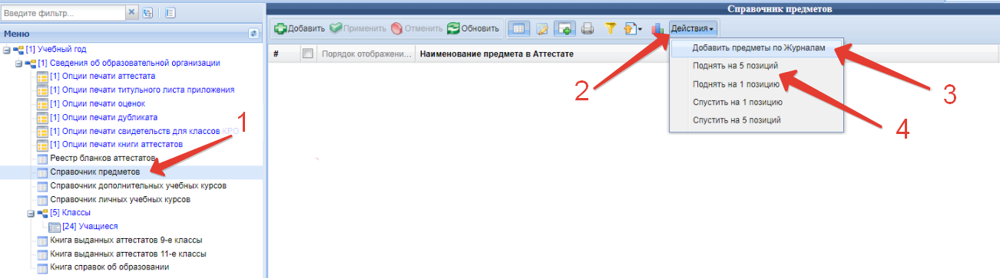 Справочник предметов
Введите фильтр...
Меню
[1] Учебный год
[1] Сведения об образовательной организации
[1] Опции печати аттестата
[1] Опции печати титульного листа приложения
[1] Опции печати оценок
[1] Опции печати дубликата
[1] Опции печати свидетельств для классов КРО
[1] Опции печати книги аттестатов
Реестр бланков аттестатов
Справочник предметов
Справочник дополнительных учебных курсов
Справочник личных учебных курсов
[5] Классы
[24] Учащиеся
Книга выданных аттестатов 9-е классы
Книга выданных аттестатов 11-е классы
Книга справок об образовании
1
Добавить Применить Отменить Обновить Действия
# Порядок отображени... Наименование предмета в Аттестате
Добавить предметы по Журналам
Поднять на 5 позиций
Поднять на 1 позицию
Спустить на 1 позицию
Спустить на 5 позиций
2
3
4